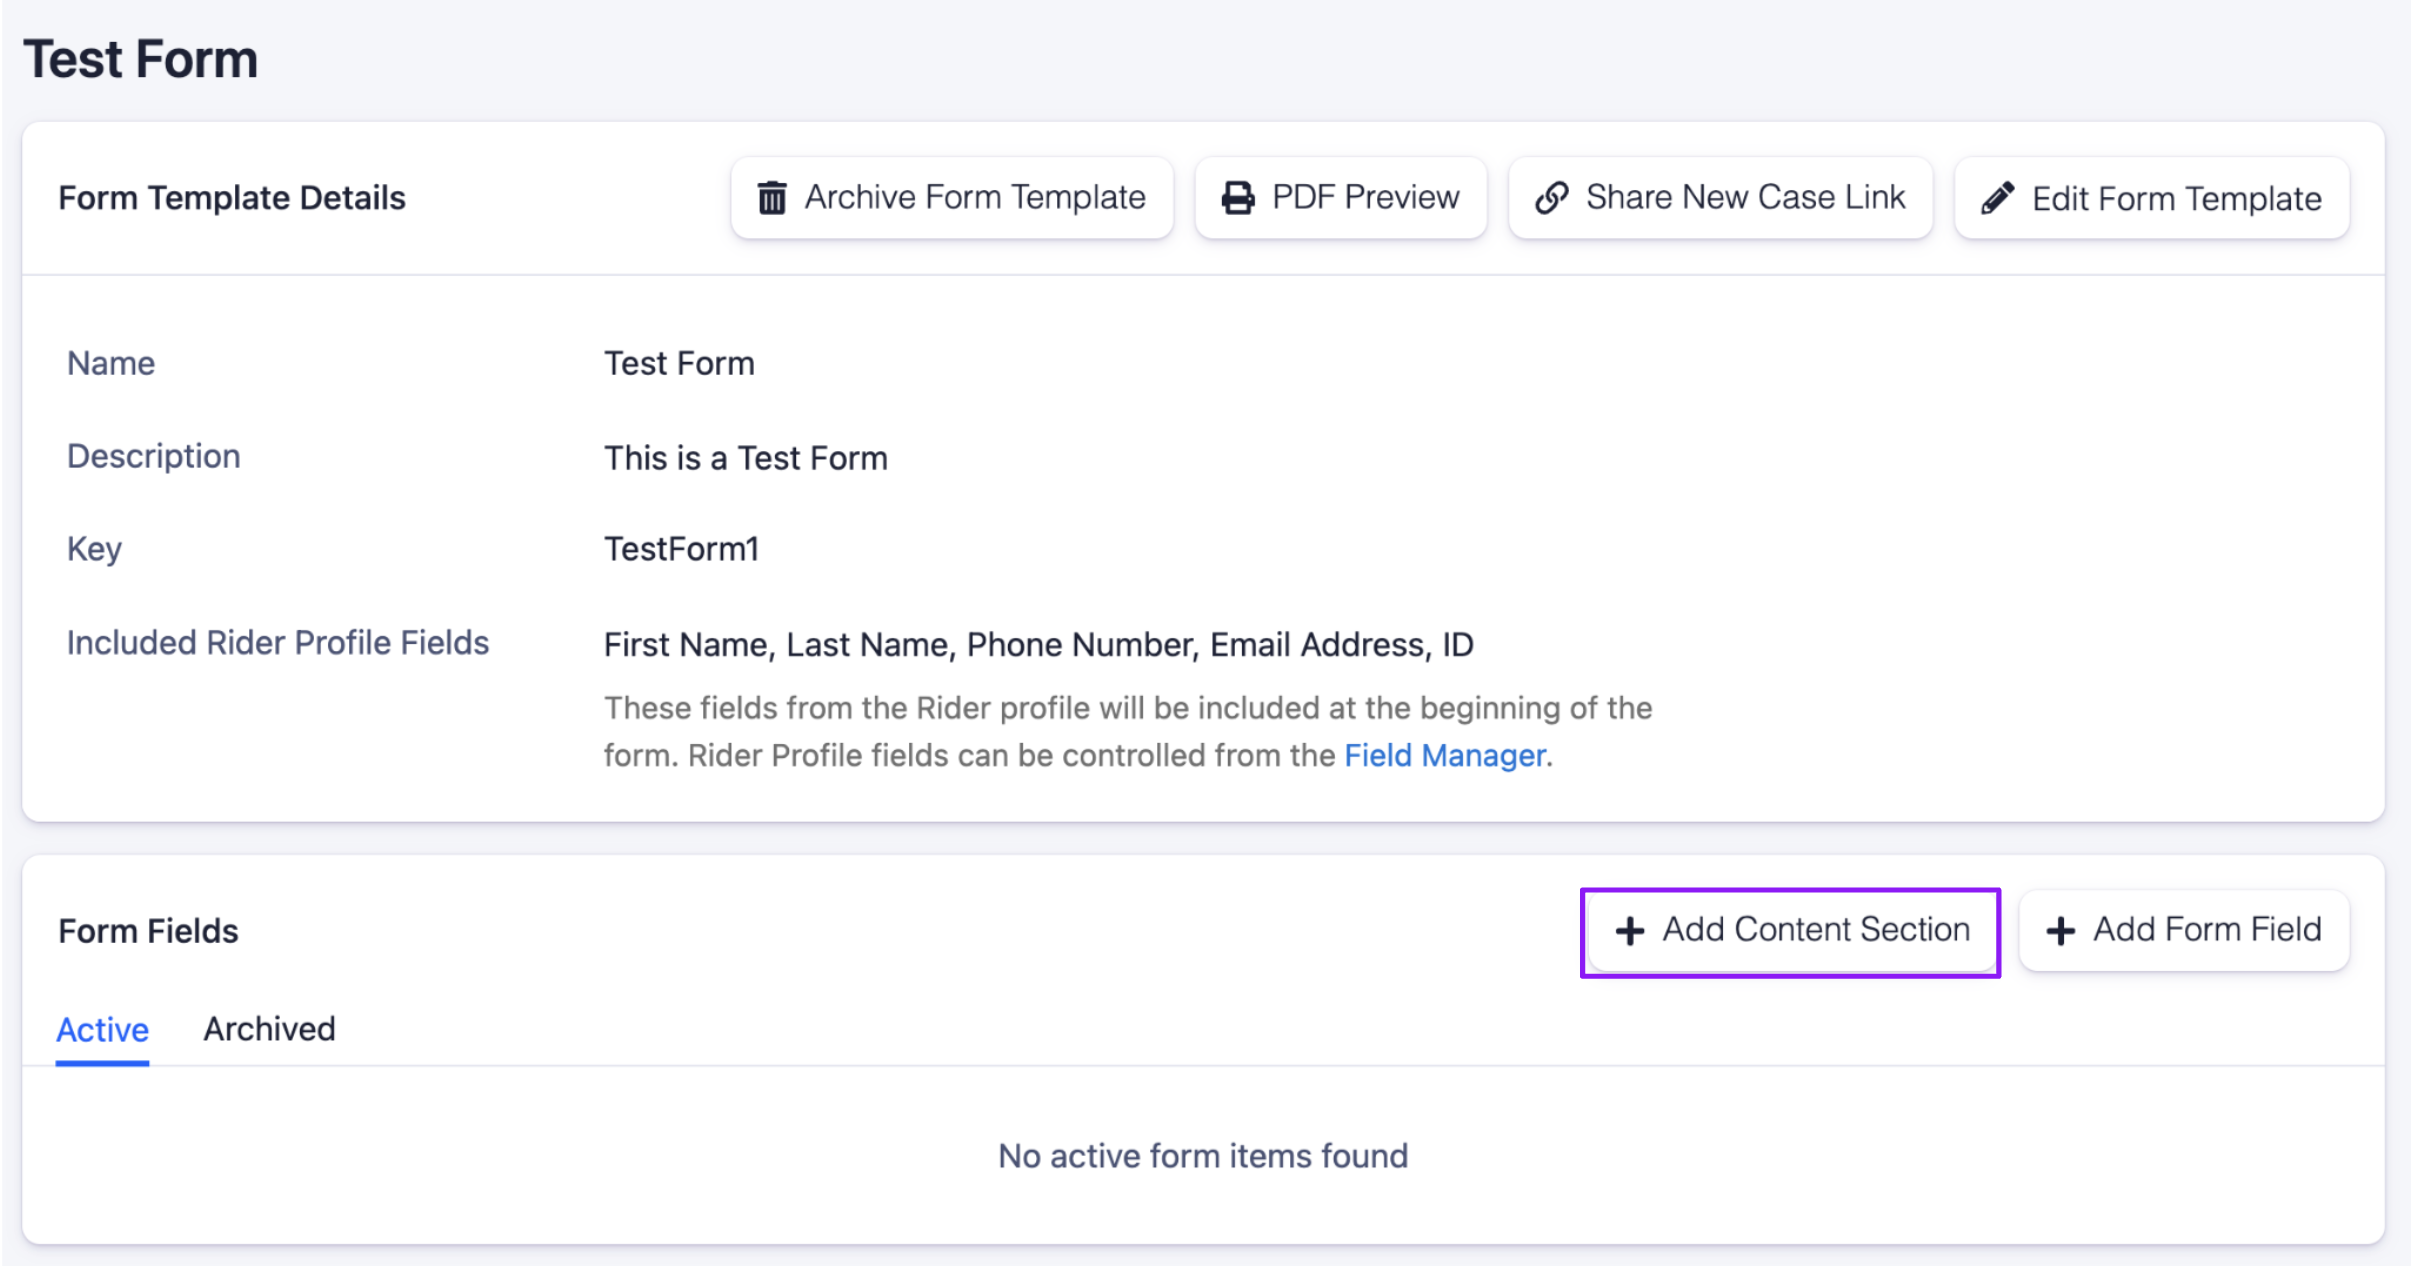 Test Form
Form Template Details
Archive Form Template
PDF Preview
Share New Case Link
Edit Form Template
Name
Test Form
Description
This is a Test Form
Key
TestForm1
Included Rider Profile Fields
First Name, Last Name, Phone Number, Email Address, ID
These fields from the Rider profile will be included at the beginning of the
form. Rider Profile fields can be controlled from the Field Manager.
Form Fields
Add Content Section
Add Form Field
Active
Archived
No active form items found